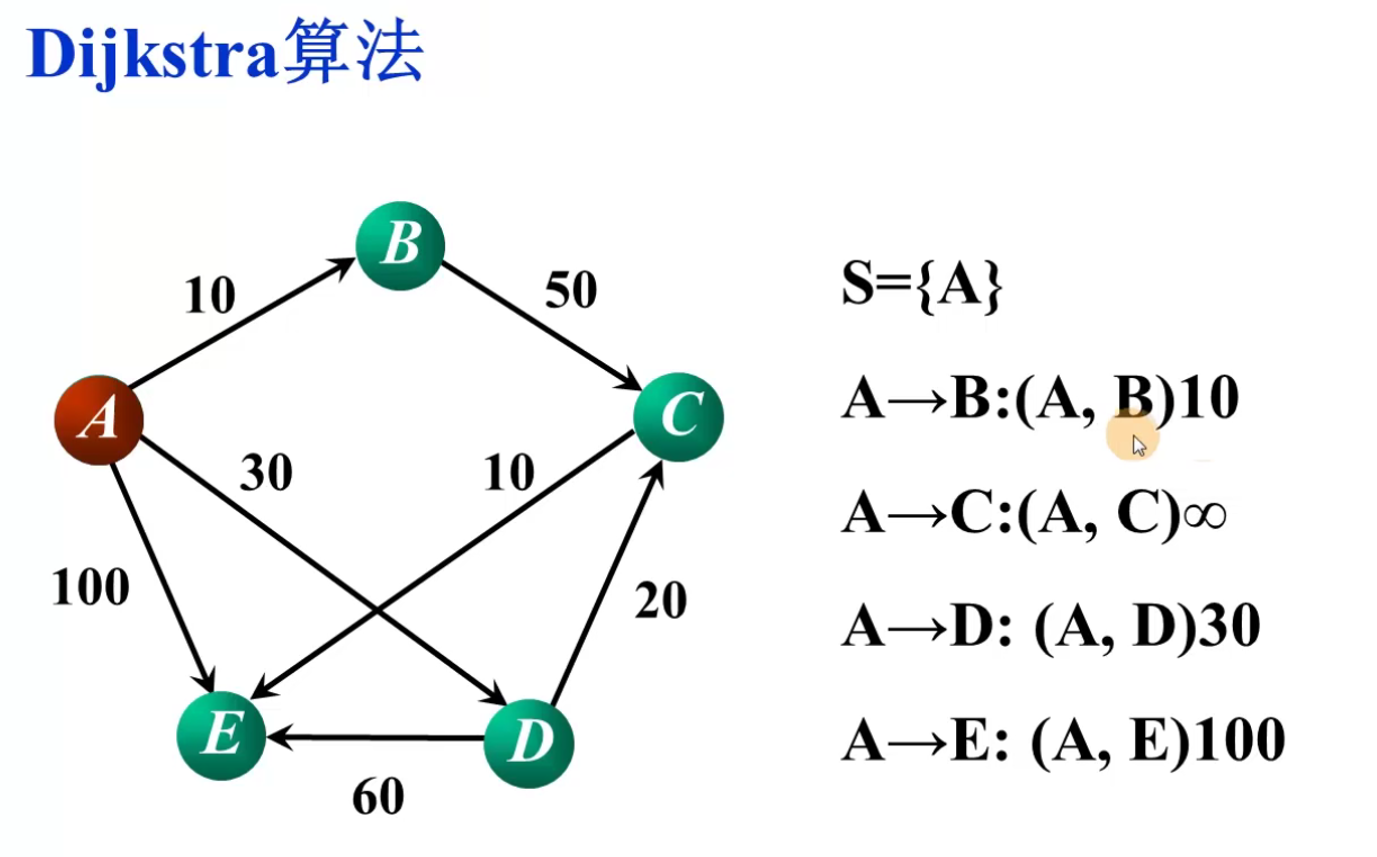 Dijkstra算法
B
10
50
S={A}
A→B:(A, B)10
A
C
30
10
A→C:(A, C)∞
100
20
A→D: (A, D)30
E
D
A→E: (A, E)100
60